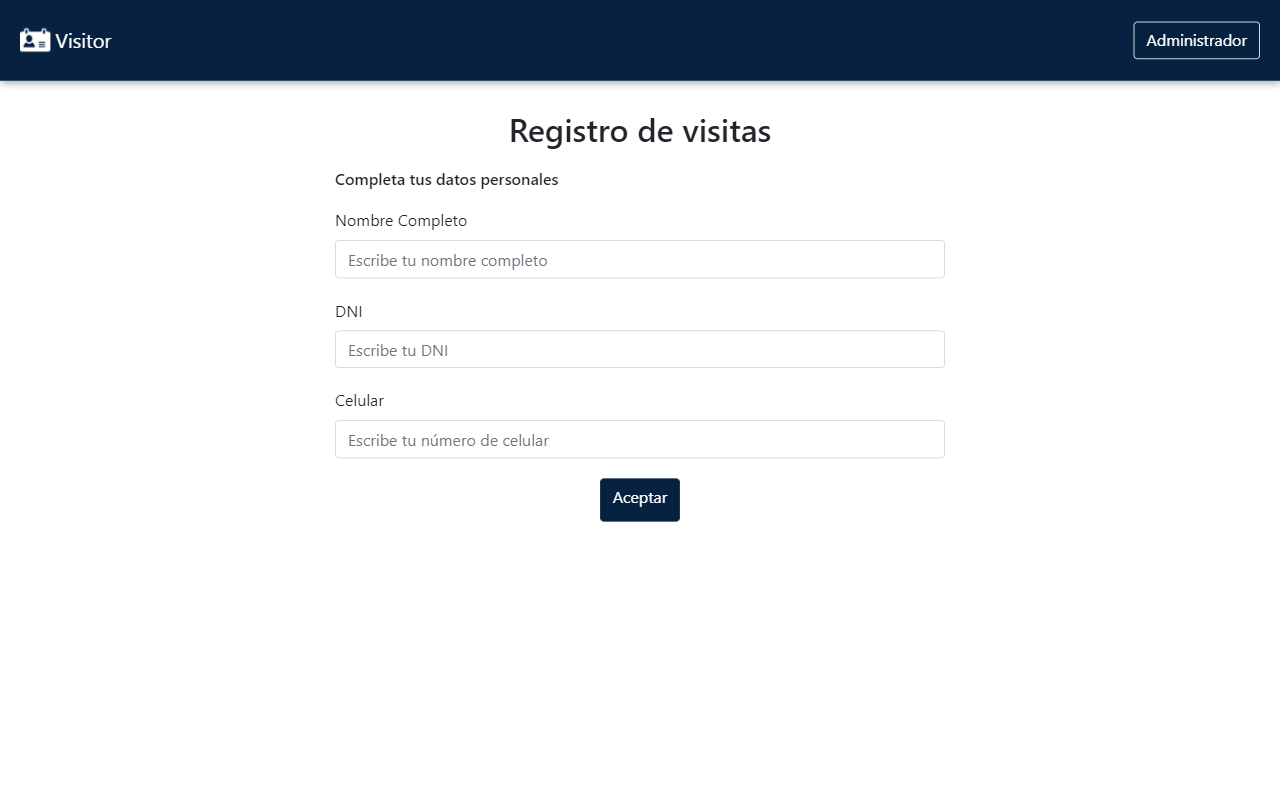 Visitor
Administrador
Registro de visitas
Completa tus datos personales
Nombre Completo
Escribe tu nombre completo
DNI
Escribe tu DNI
Celular
Escribe tu número de celular
Aceptar